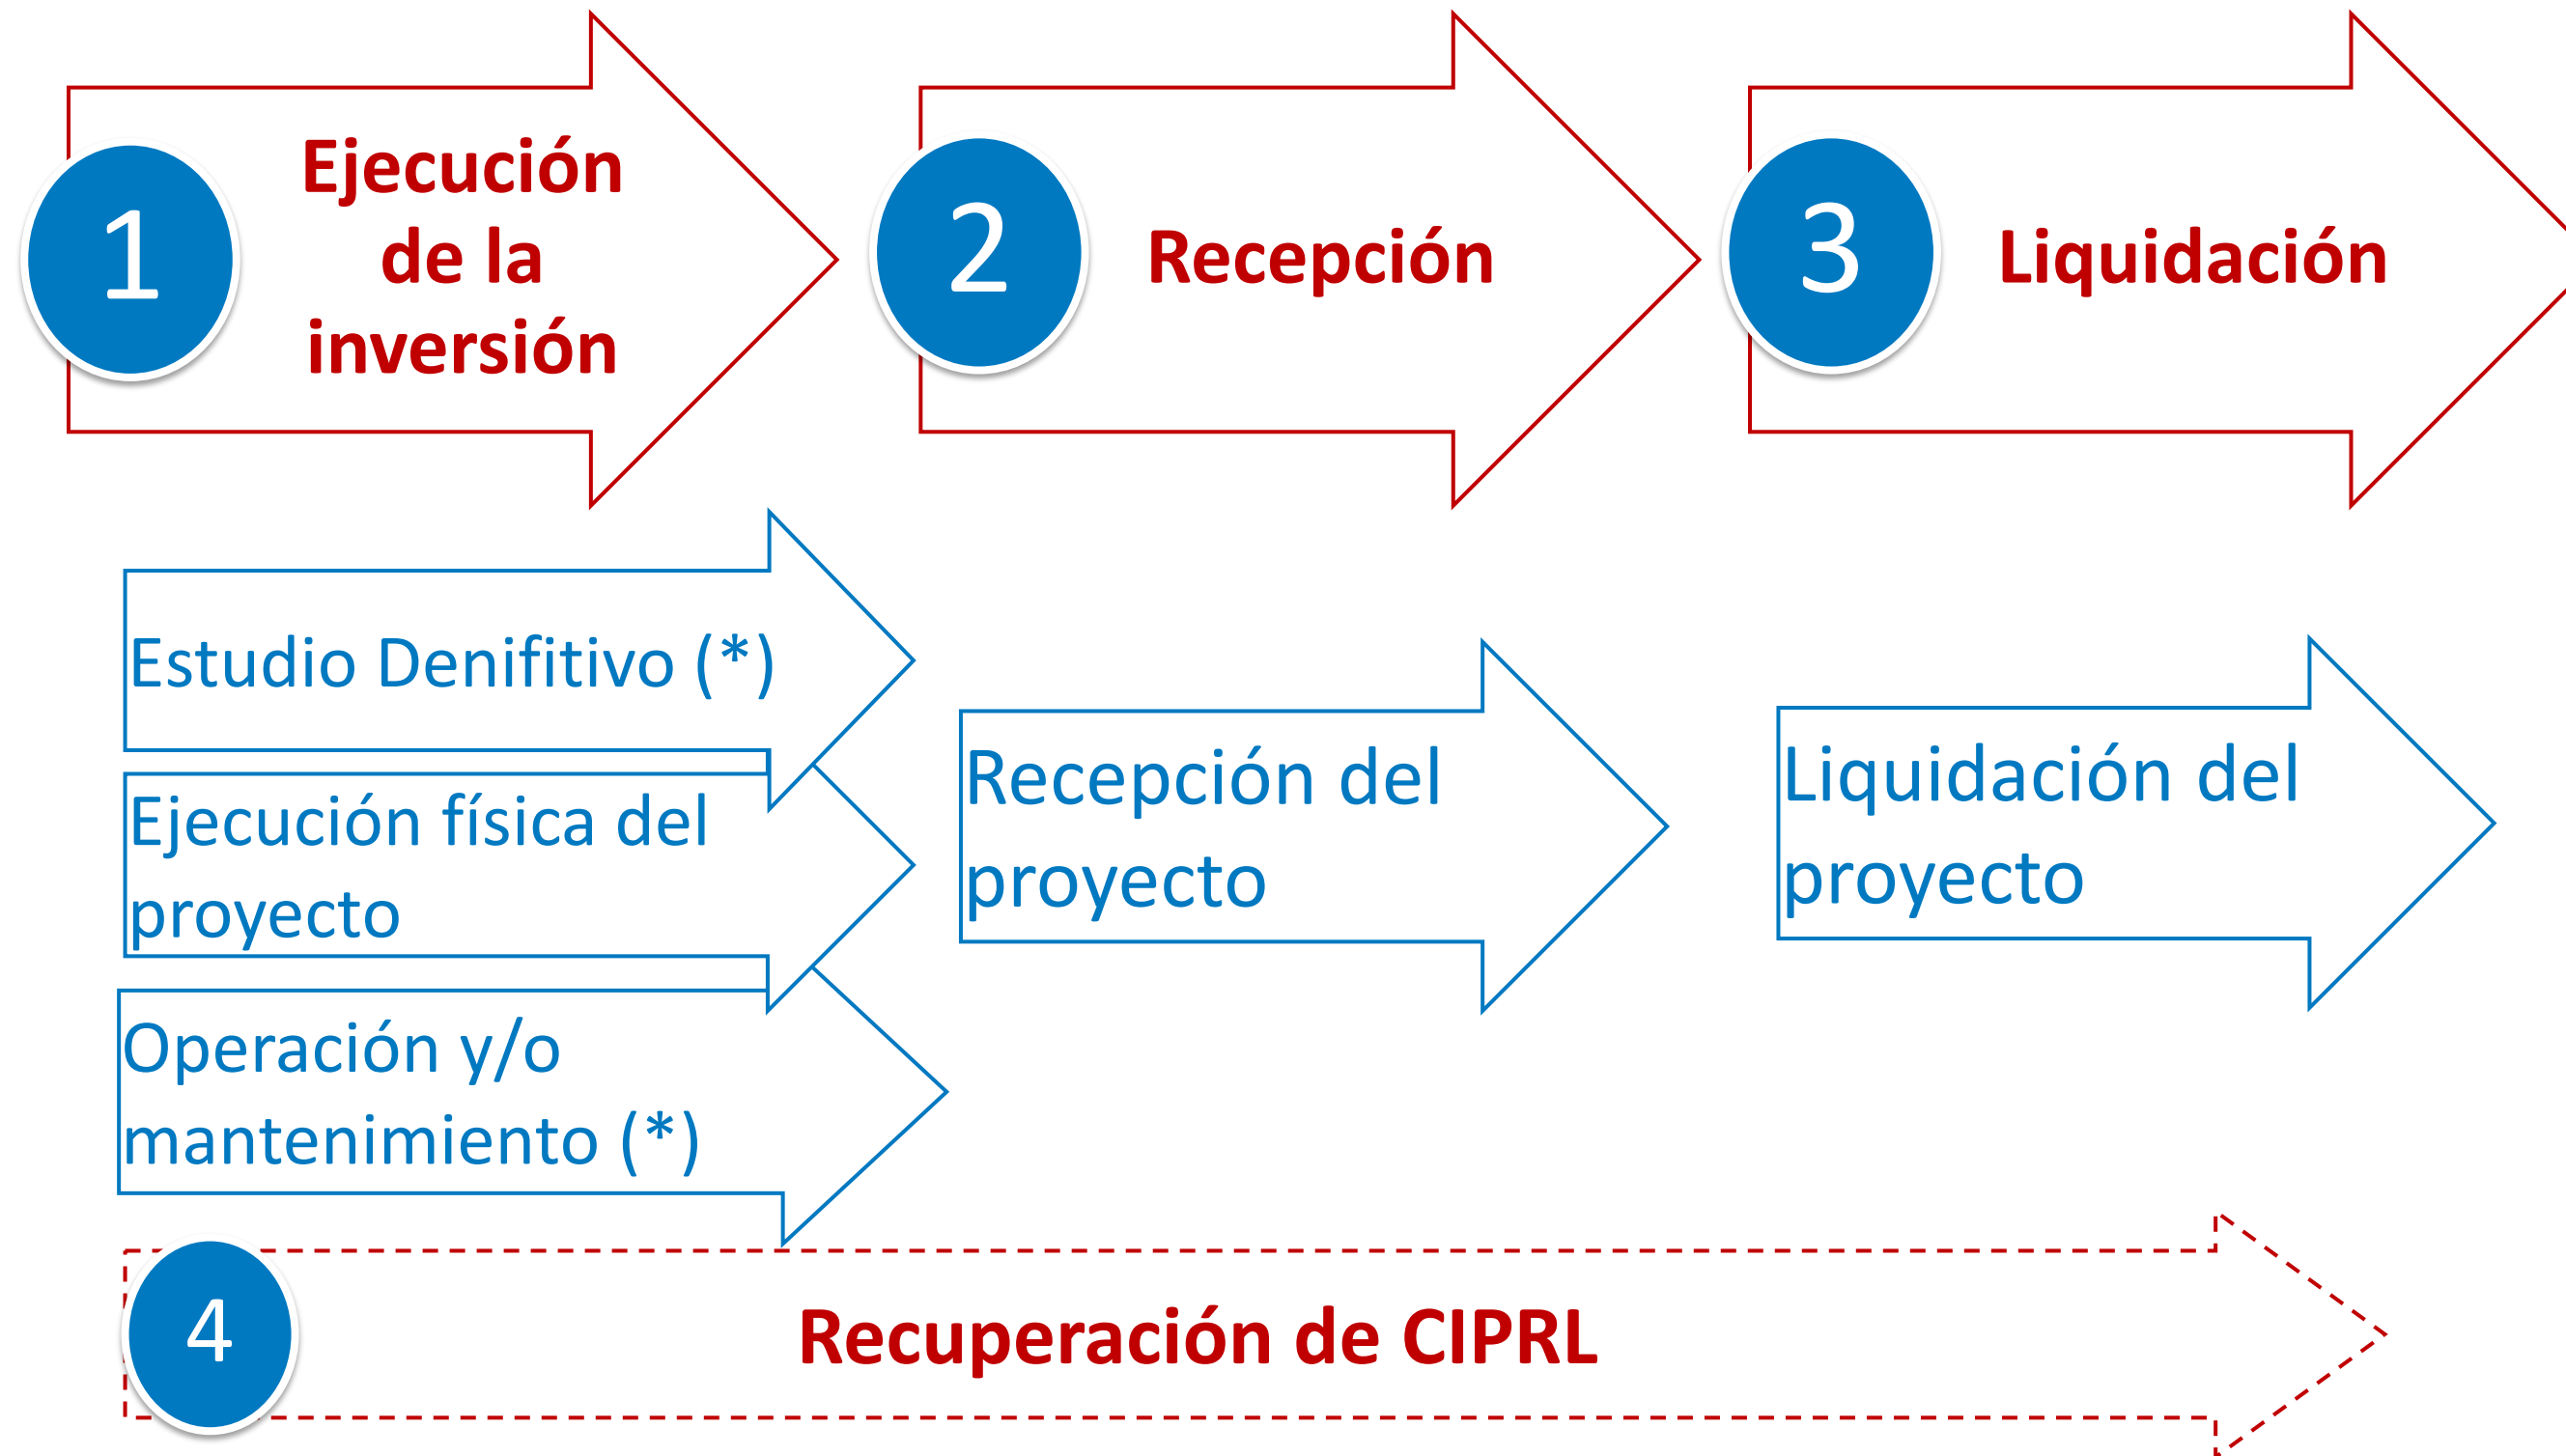 1
Ejecución
de la
inversión
2
Recepción
3
Liquidación
Estudio Denifitivo (*)
Ejecución física del
proyecto
Operación y/o
mantenimiento (*)
Recepción del
proyecto
Liquidación del
proyecto
4
Recuperación de CIPRL